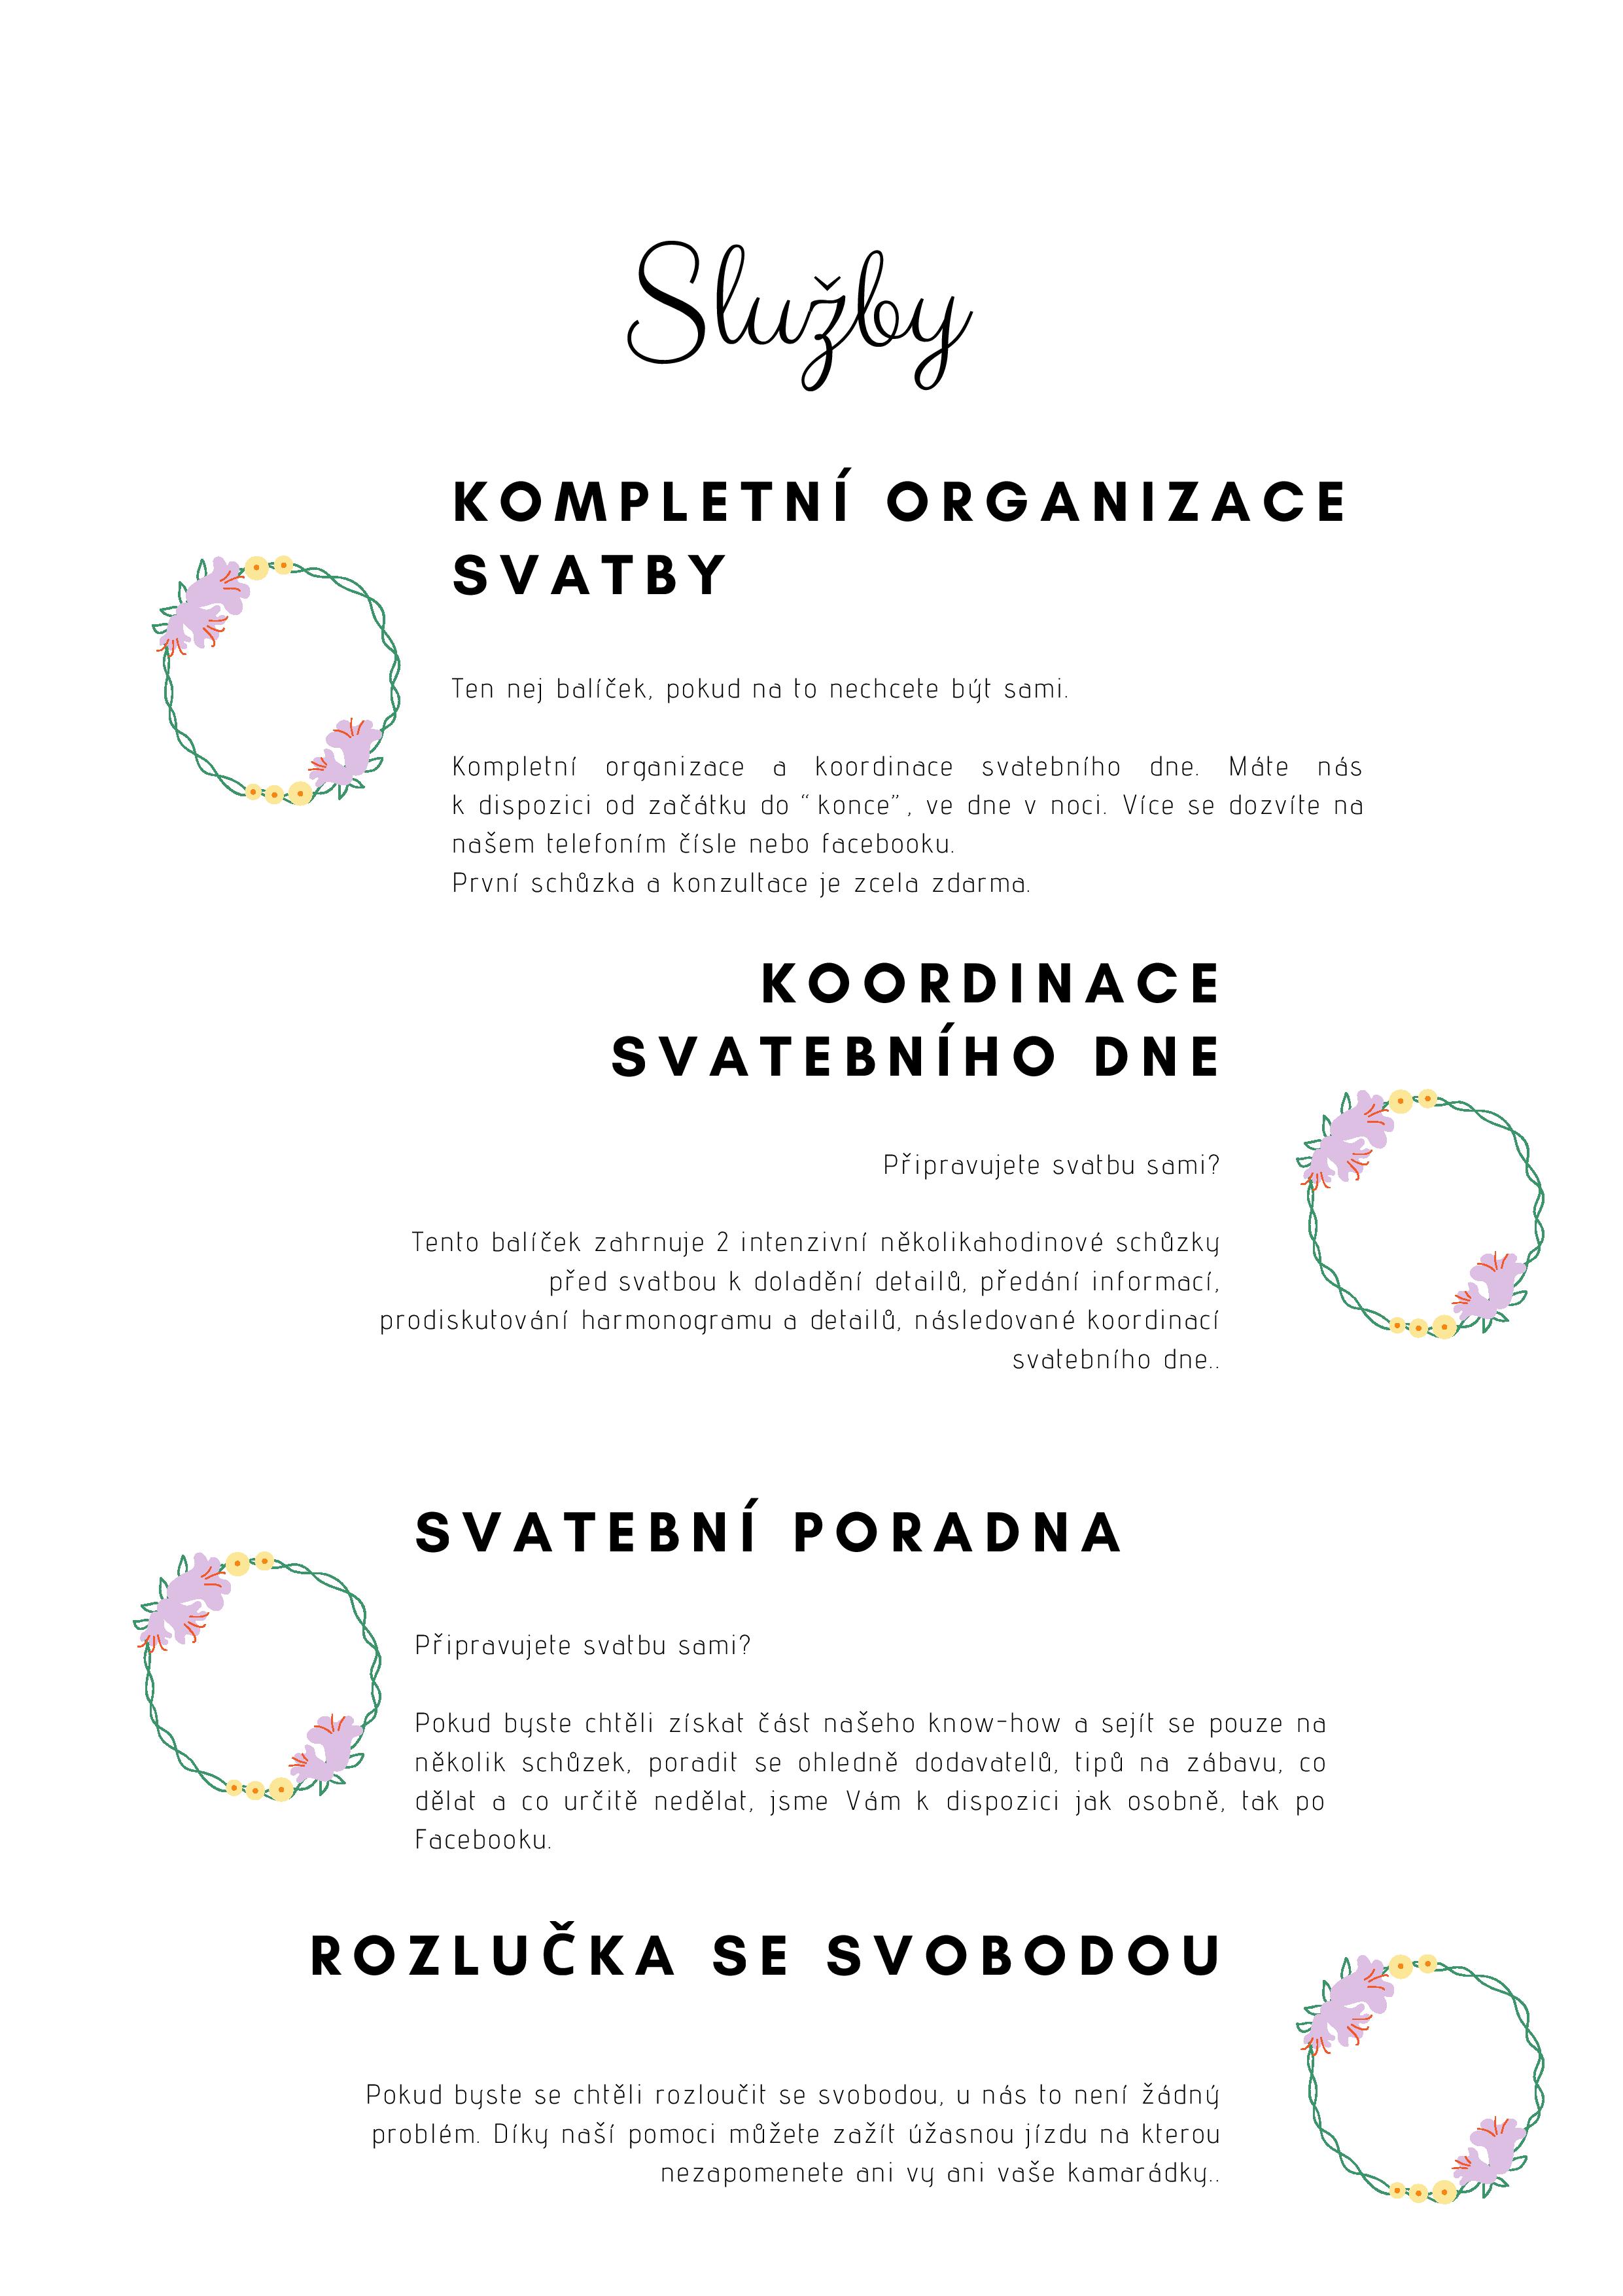 Služby
KOMPLETNÍ ORGANIZACE
SVATBY
Ten nej balíček, pokud na to nechcete být sami.
Kompletní organizace a koordinace svatebního dne. Máte nás
k dispozici od začátku do “konce”, ve dne v noci. Více se dozvíte na
našem telefoním čísle nebo facebooku.
První schůzka a konzultace je zcela zdarma.
KOORDINACE
SVATEBNÍHO DNE
Připravujete svatbu sami?
Tento balíček zahrnuje 2 intenzivní několikahodinové schůzky
před svatbou k doladění detailů, předání informací,
prodiskutování harmonogramu a detailů, následované koordinací
svatebního dne..
SVATEBNÍ PORADNA
Připravujete svatbu sami?
Pokud byste chtěli získat část našeho know-how a sejít se pouze na
několik schůzek, poradit se ohledně dodavatelů, tipů na zábavu, co
dělat a co určitě nedělat, jsme Vám k dispozici jak osobně, tak po
Facebooku.
ROZLUČKA SE SVOBODOU
Pokud byste se chtěli rozloučit se svobodou, u nás to není žádný
problém. Díky naší pomoci můžete zažít úžasnou jízdu na kterou
nezapomenete ani vy ani vaše kamarádky..